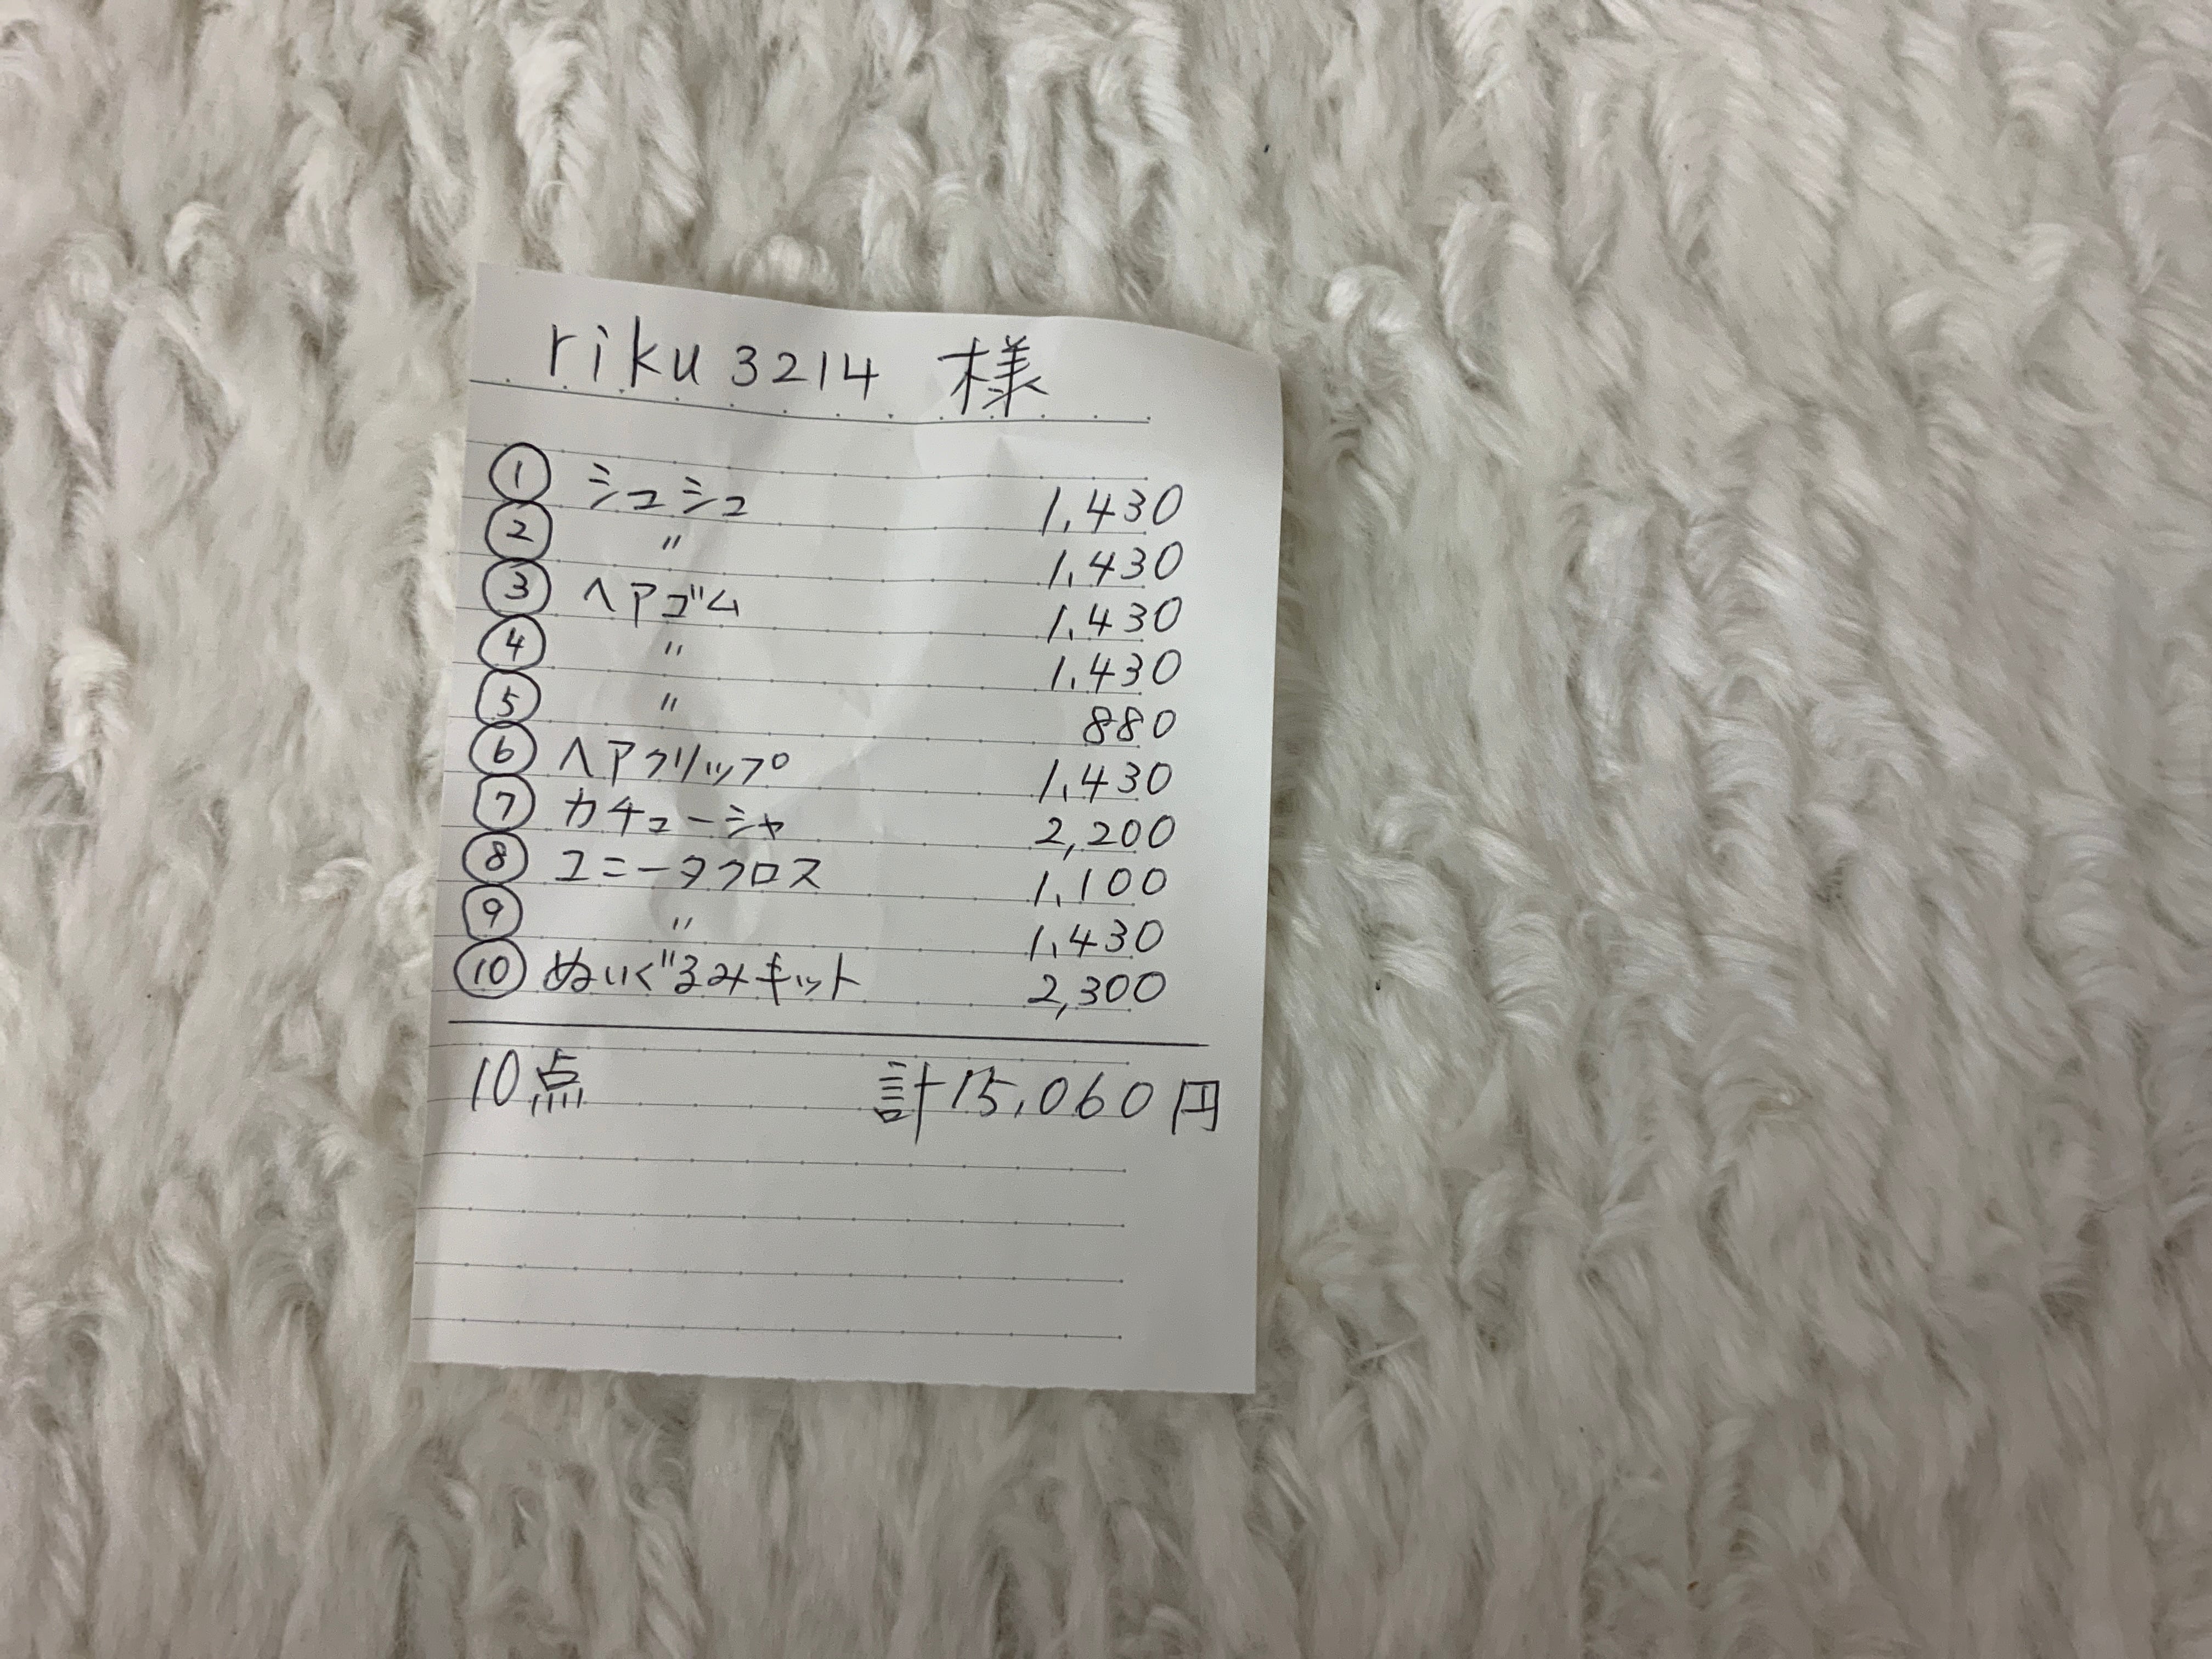 riku3214 様
① シュシュ 1,430
② 〃 1,430
③ ヘアゴム 1,430
④ 〃 1,430
⑤ 〃 880
⑥ ヘアクリップ 1,430
⑦ カチューシャ 2,200
⑧ ユニータクロス 1,100
⑨ 〃 1,430
⑩ ぬいぐるみキット 2,300
10点 計15,060円